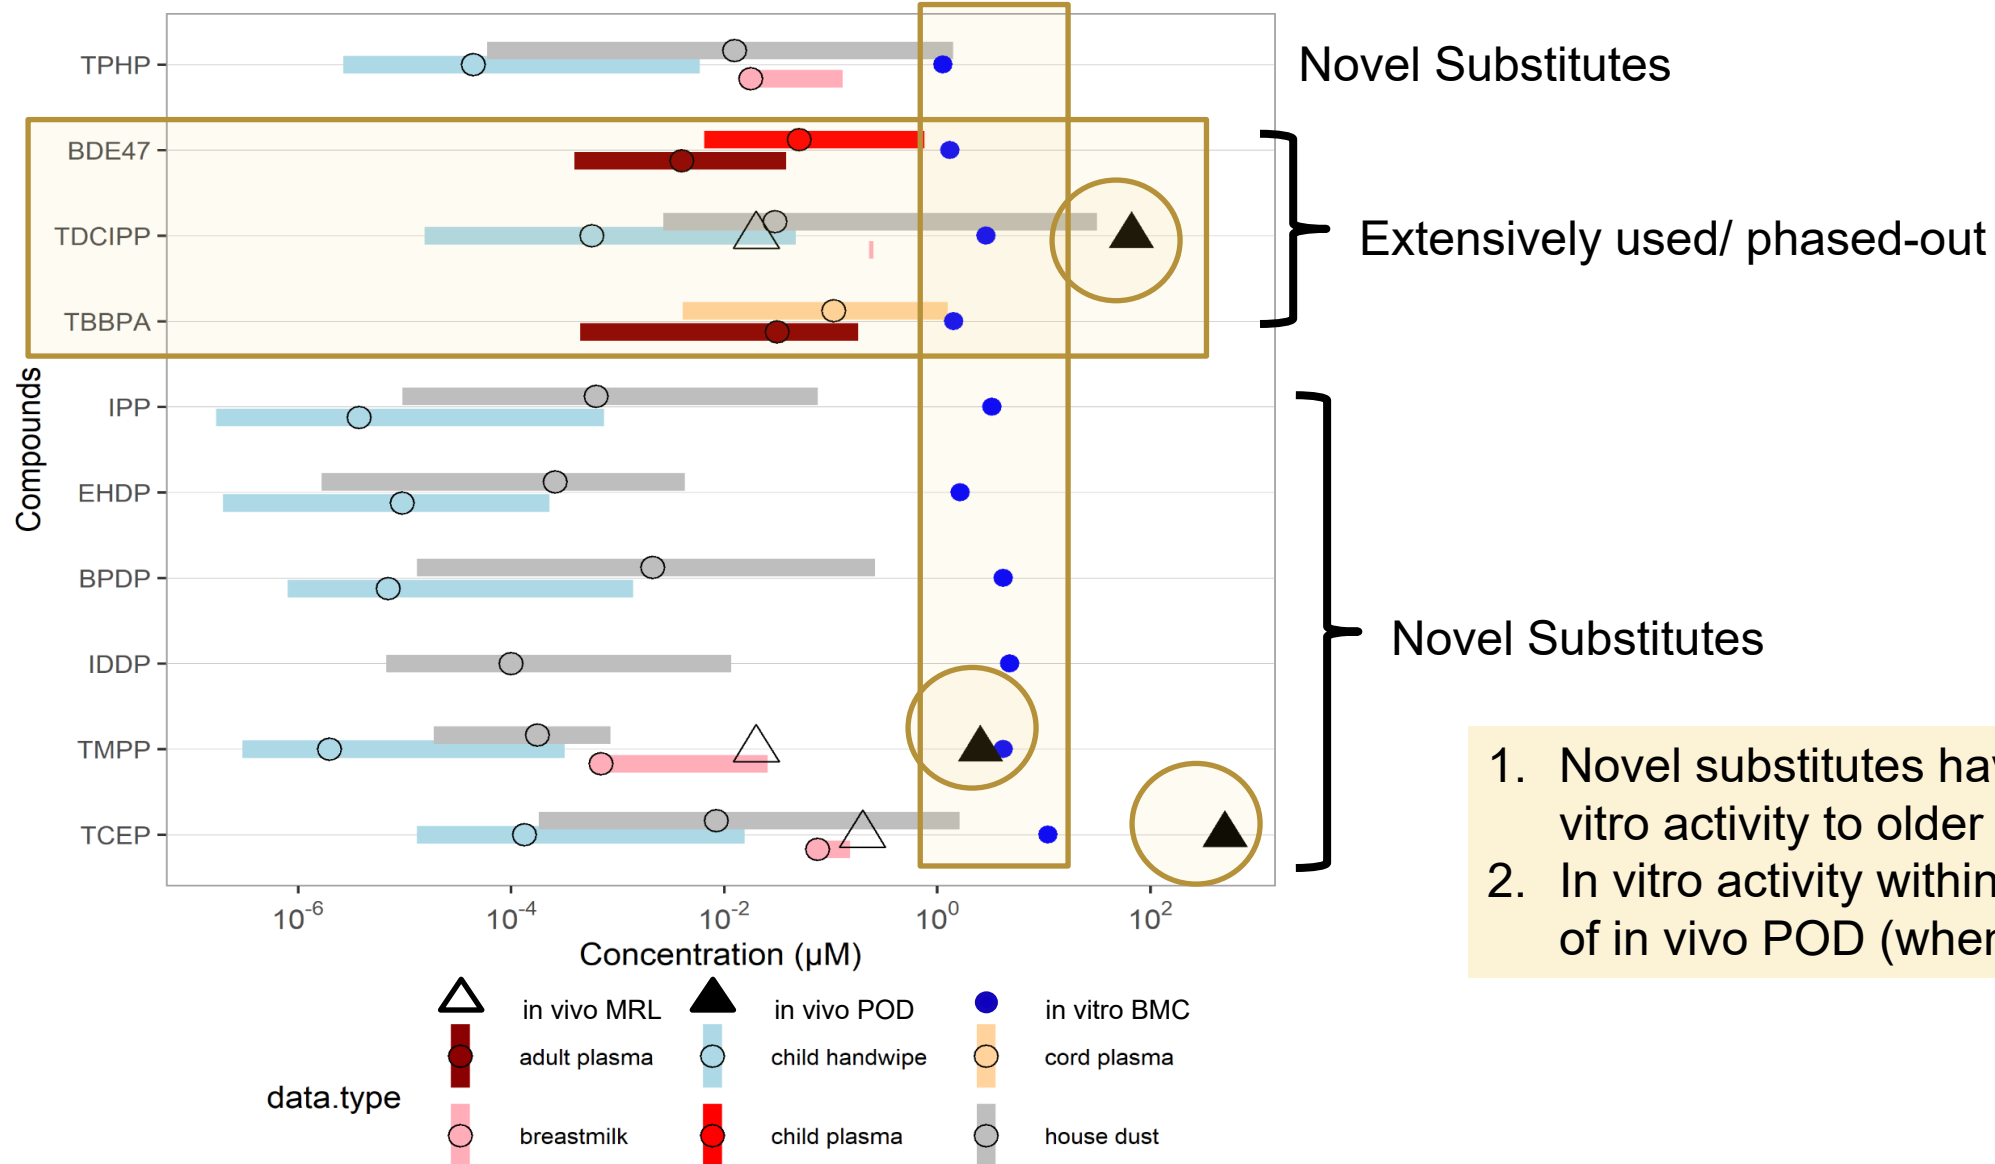 TPHP
Novel Substitutes
BDE47
TDCIPP
Extensively used/ phased-out
TBBPA
IPP
EHDP
BPDP
IDDP
Novel Substitutes
TMPP
TCEP
Compounds
1. Novel substitutes
vitro activity to older
2. In vitro activity within
of in vivo POD
10-6 10-4 10-2 100 102
Concentration (µM)
in vivo MRL in vivo POD in vitro BMC
adult plasma child handwipe cord plasma
data.type
breastmilk child plasma house dust